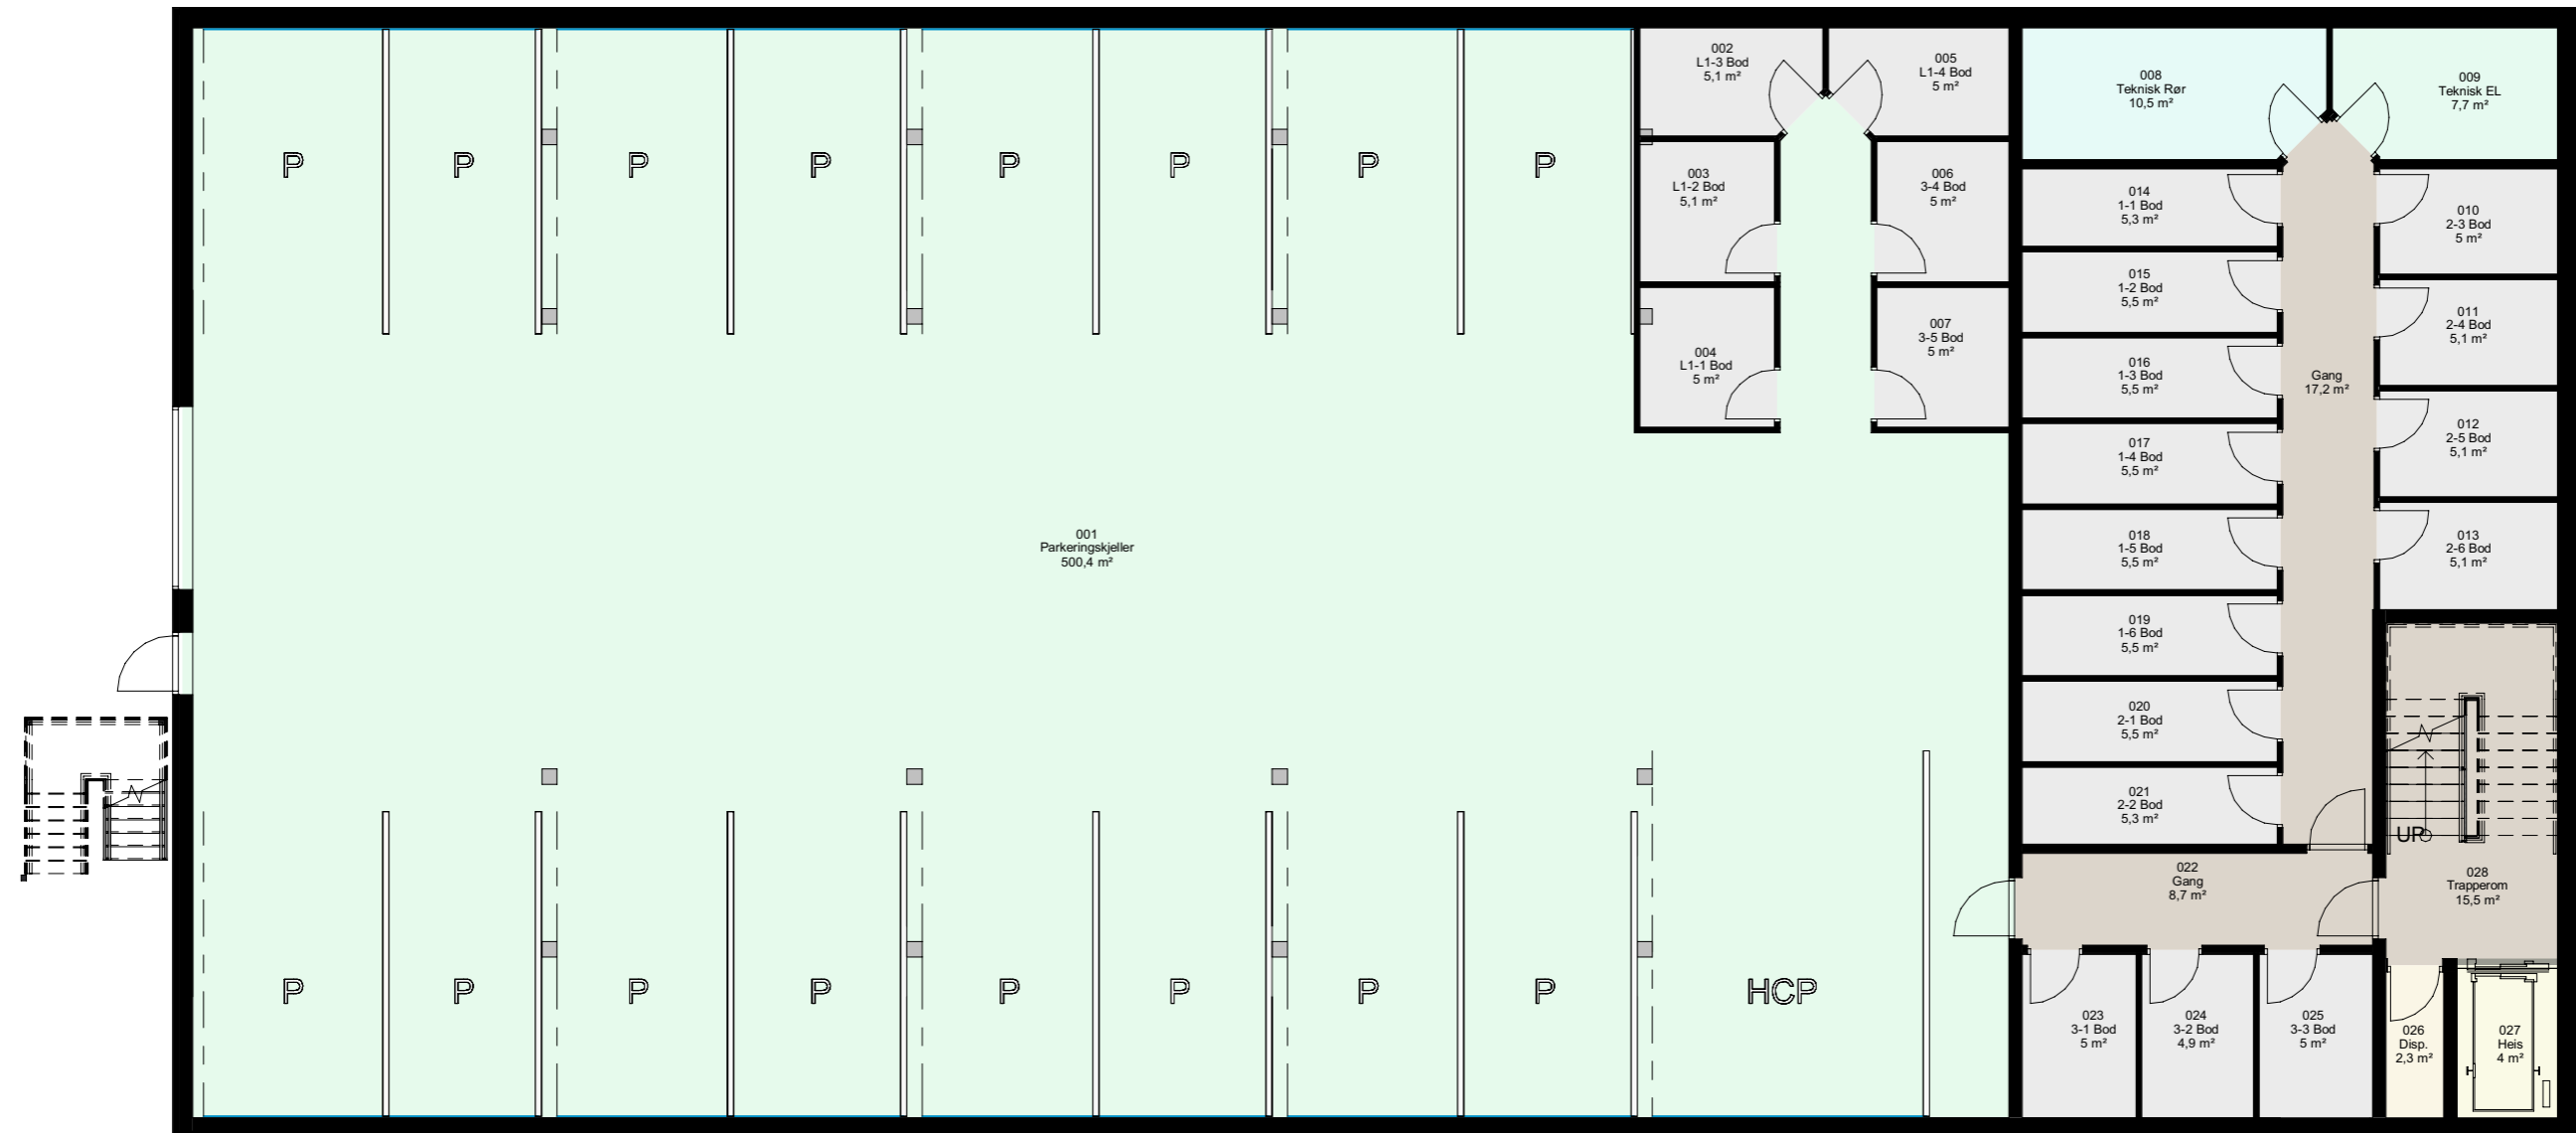 002
L1-3 Bod
5,1 m²
005
L1-4 Bod
5 m²
008
Teknisk Rør
10,5 m²
009
Teknisk EL
7,7 m²
P
P
P
P
P
P
P
P
003
L1-2 Bod
5,1 m²
006
3-4 Bod
5 m²
014
1-1 Bod
5,3 m²
010
2-3 Bod
5 m²
015
1-2 Bod
5,5 m²
011
2-4 Bod
5,1 m²
004
L1-1 Bod
5 m²
007
3-5 Bod
5 m²
016
1-3 Bod
5,5 m²
Gang
17,2 m²
017
1-4 Bod
5,5 m²
012
2-5 Bod
5,1 m²
001
Parkeringskjeller
500,4 m²
018
1-5 Bod
5,5 m²
013
2-6 Bod
5,1 m²
019
1-6 Bod
5,5 m²
020
2-1 Bod
5,5 m²
021
2-2 Bod
5,3 m²
UP
022
Gang
8,7 m²
028
Trapperom
15,5 m²
P
P
P
P
P
P
P
P
HCP
023
3-1 Bod
5 m²
024
3-2 Bod
4,9 m²
025
3-3 Bod
5 m²
026
Disp.
2,3 m²
027
Heis
4 m²